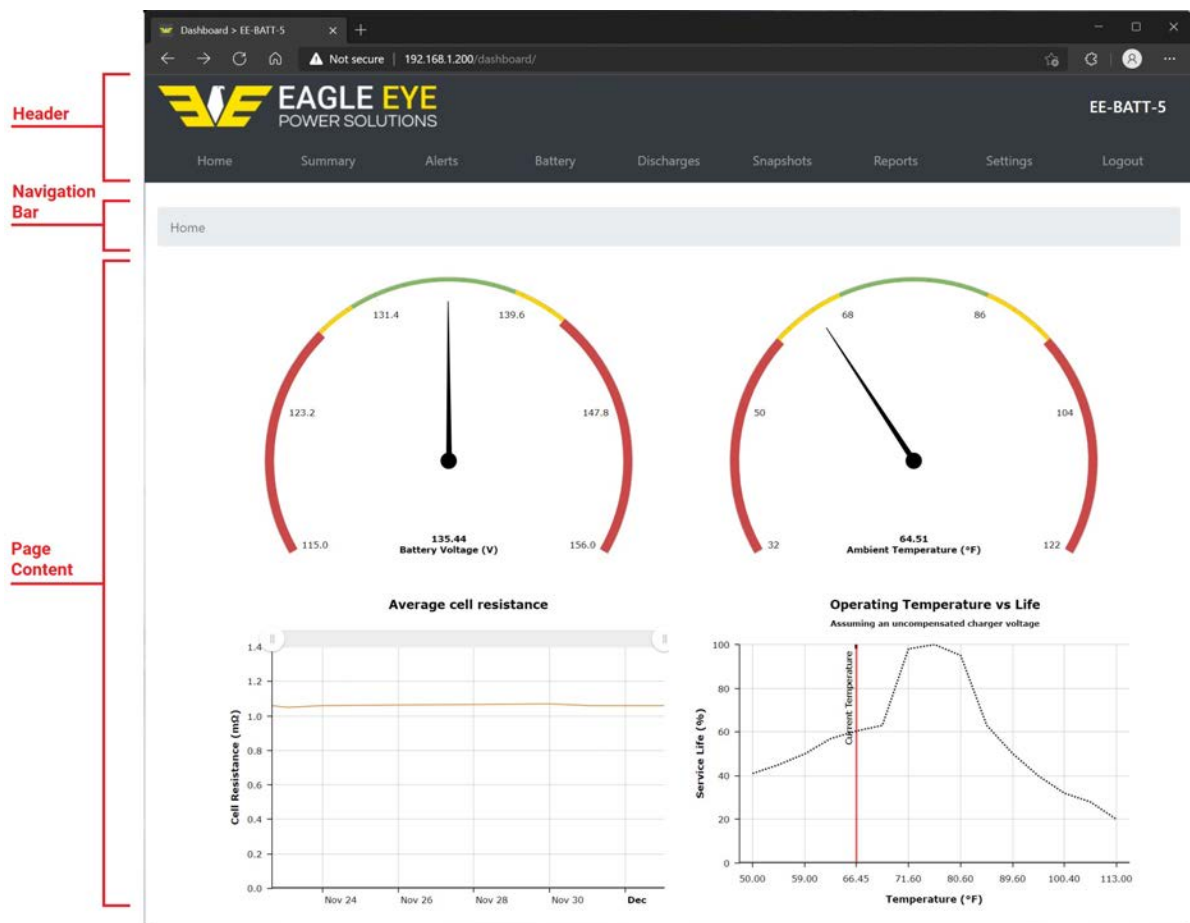 Dashboard > EE-BATT-5
Not secure | 192.168.1.200/dashboard/
Header
EAGLE EYE
POWER SOLUTIONS
EE-BATT-5
Home Summary Alerts Battery Discharges Snapshots Reports Settings Logout
Navigation
Bar
Home
131.4 139.6
123.2 147.8
115.0 156.0
135.44
Battery Voltage (V)
68 86
50 104
32 122
64.51
Ambient Temperature (°F)
Page
Content
Average cell resistance
Cell Resistance (mΩ)
1.4
1.2
1.0
0.8
0.6
0.4
0.2
0.0
Nov 24 Nov 26 Nov 28 Nov 30 Dec
Operating Temperature vs Life
Assuming an uncompensated charger voltage
Service Life (%)
100
80
60
40
20
0
Current Temperature
50.00 59.00 66.45 71.60 80.60 89.60 100.40 113.00
Temperature (°F)